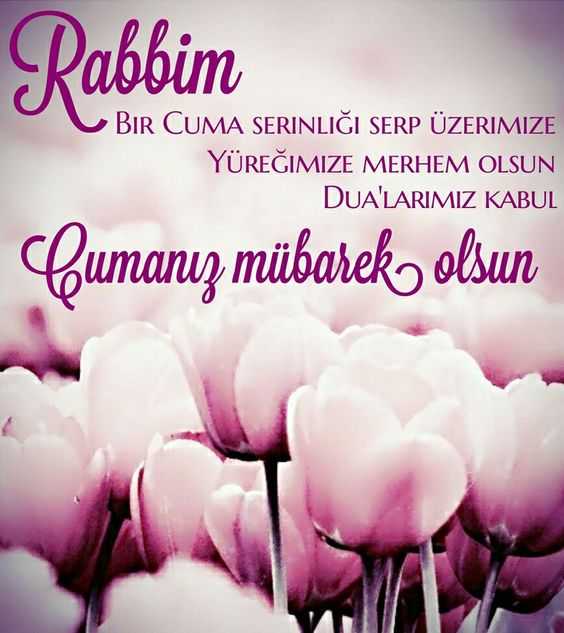 Rabbim
Bir Cuma serinliği serp üzerimize
Yüreğimize merhem olsun
Dua'larımız kabul
Cumanız mübarek olsun